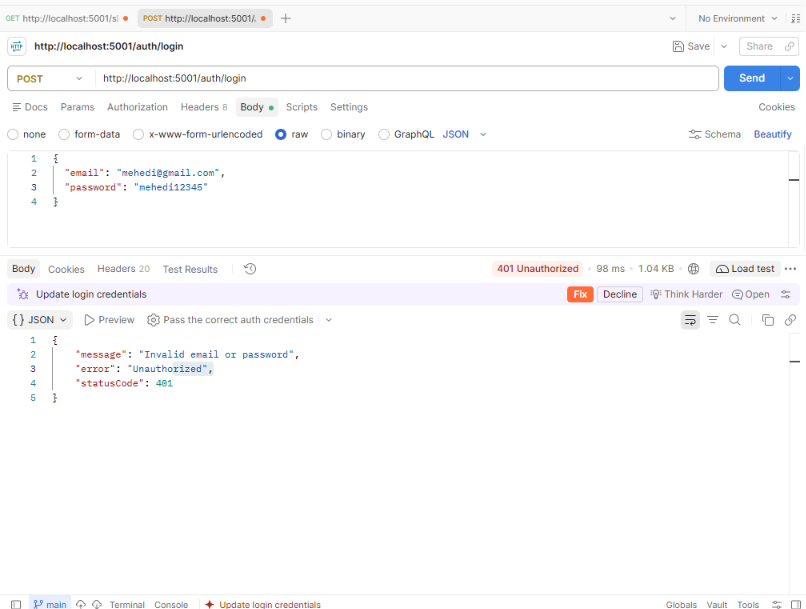 GET http://localhost:5001/sl
POST http://localhost:5001/.
No Environment
HTTP http://localhost:5001/auth/login
Save
Share
POST http://localhost:5001/auth/login
Send
Docs Params Authorization Headers 8 Body Scripts Settings
Cookies
none form-data x-www-form-urlencoded raw binary GraphQL JSON
Schema Beautify
1 {
2 "email": "mehedi@gmail.com",
3 "password": "mehedi12345"
4 }
Body Cookies Headers 20 Test Results
401 Unauthorized • 98 ms • 1.04 KB
Load test
Update login credentials
Fix Decline Think Harder Open
{} JSON Preview Pass the correct auth credentials
1 {
2 "message": "Invalid email or password",
3 "error": "Unauthorized",
4 "statusCode": 401
5 }
main Terminal Console Update login credentials
Globals Vault Tools